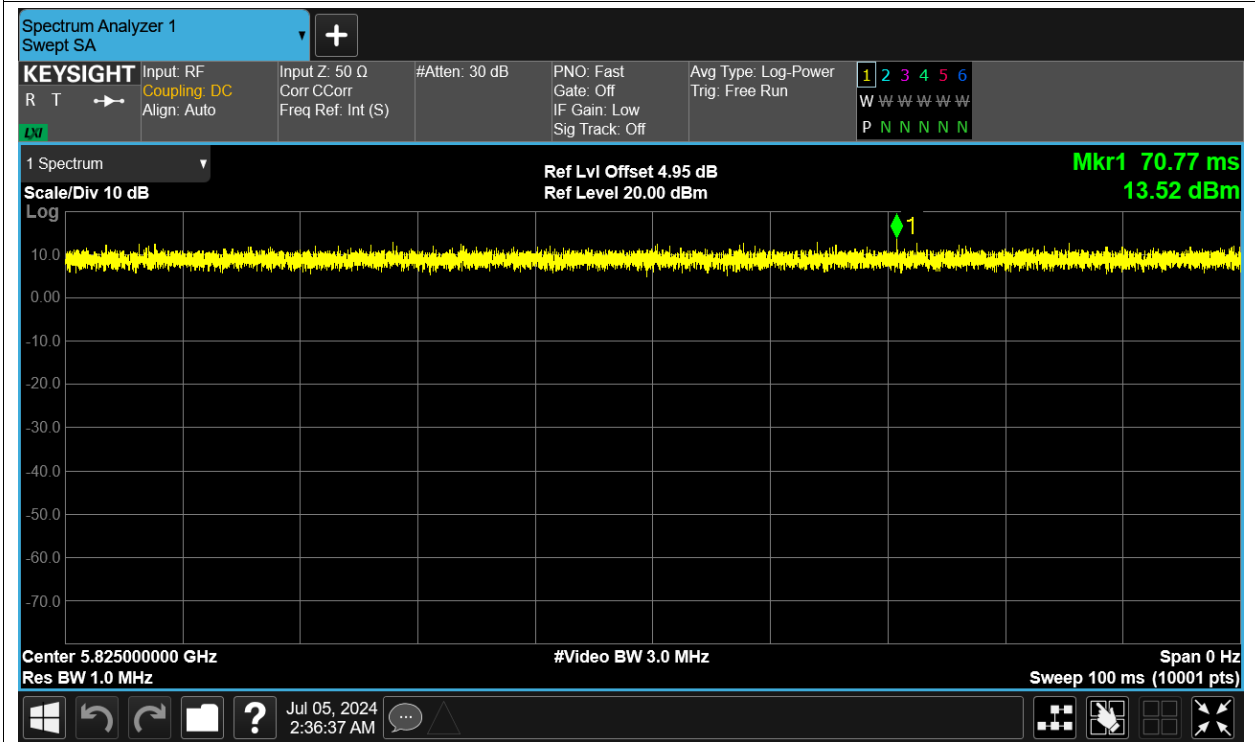 Spectrum Analyzer 1
Swept SA
KEYSIGHT
R T
LXI
Input: RF
Coupling: DC
Align: Auto
Input Z: 50 Ω
Corr CCorr
Freq Ref: Int (S)
#Atten: 30 dB
PNO: Fast
Gate: Off
IF Gain: Low
Sig Track: Off
Avg Type: Log-Power
Trig: Free Run
1 2 3 4 5 6
W W W W W W
P N N N N N
1 Spectrum
Scale/Div 10 dB
Ref Lvl Offset 4.95 dB
Ref Level 20.00 dBm
Mkr1 70.77 ms
13.52 dBm
Log
1
10.0
0.00
-10.0
-20.0
-30.0
-40.0
-50.0
-60.0
-70.0
Center 5.825000000 GHz
#Video BW 3.0 MHz
Span 0 Hz
Res BW 1.0 MHz
Sweep 100 ms (10001 pts)
?
Jul 05, 2024
2:36:37 AM